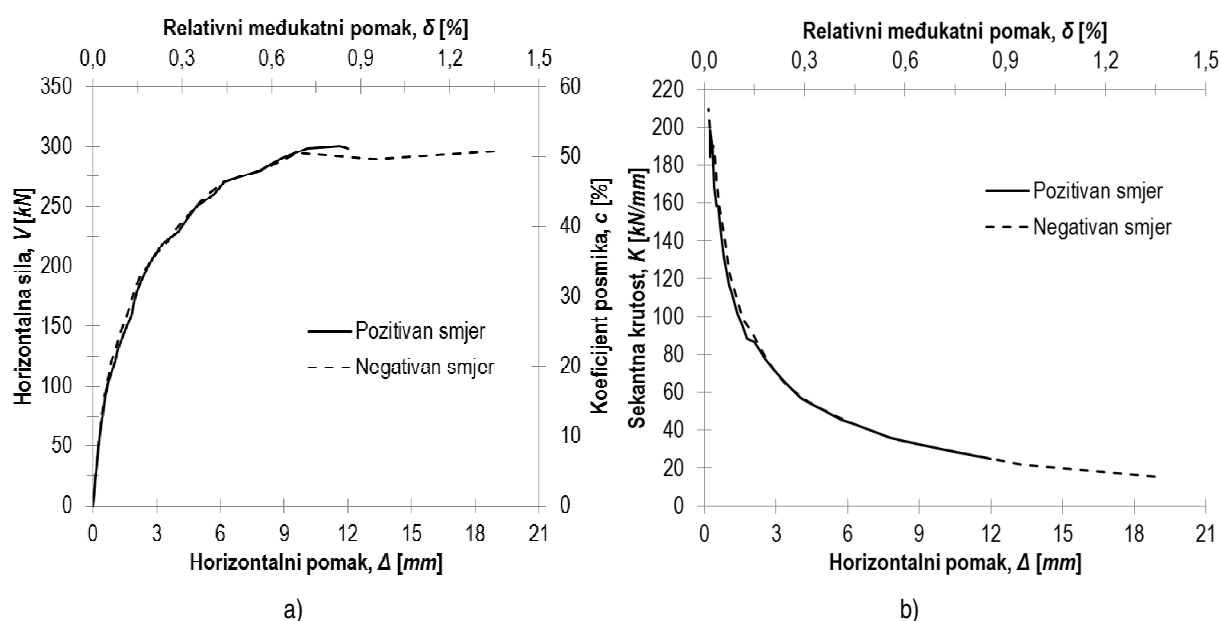 Relativni međukatni pomak, δ [%]
0,0 0,3 0,6 0,9 1,2 1,5
350
300
250
200
150
100
50
0
Horizontalna sila, V [kN]
60
50
40
30
20
10
0
Koeficijent posmika, c [%]
Pozitivan smjer
Negativan smjer
0 3 6 9 12 15 18 21
Horizontalni pomak, Δ [mm]
a)
Relativni međukatni pomak, δ [%]
0,0 0,3 0,6 0,9 1,2 1,5
220
200
180
160
140
120
100
80
60
40
20
0
Sekantna krutost, K [kN/mm]
Pozitivan smjer
Negativan smjer
0 3 6 9 12 15 18 21
Horizontalni pomak, Δ [mm]
b)